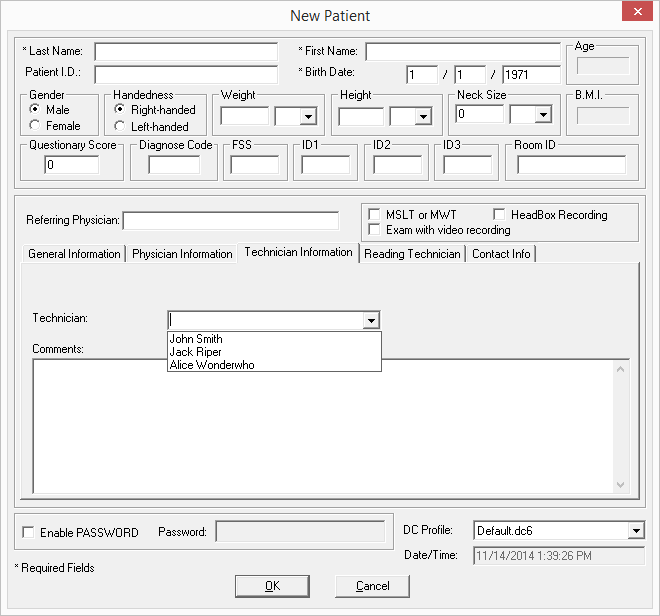 New Patient
* Last Name:
* First Name:
Age
Patient I.D.:
* Birth Date: 1 / 1 / 1971
Gender
Handedness
Weight
Height
Neck Size
B.M.I.
Male
Right-handed
0
Female
Left-handed
Questionary Score
Diagnose Code
FSS
ID1
ID2
ID3
Room ID
0
Referring Physician:
MSLT or MWT
HeadBox Recording
Exam with video recording
General Information
Physician Information
Technician Information
Reading Technician
Contact Info
Technician:
John Smith
Jack Riper
Alice Wonderwho
Comments:
Enable PASSWORD
Password:
DC Profile:
Default.dc6
Date/Time:
11/14/2014 1:39:26 PM
* Required Fields
OK
Cancel